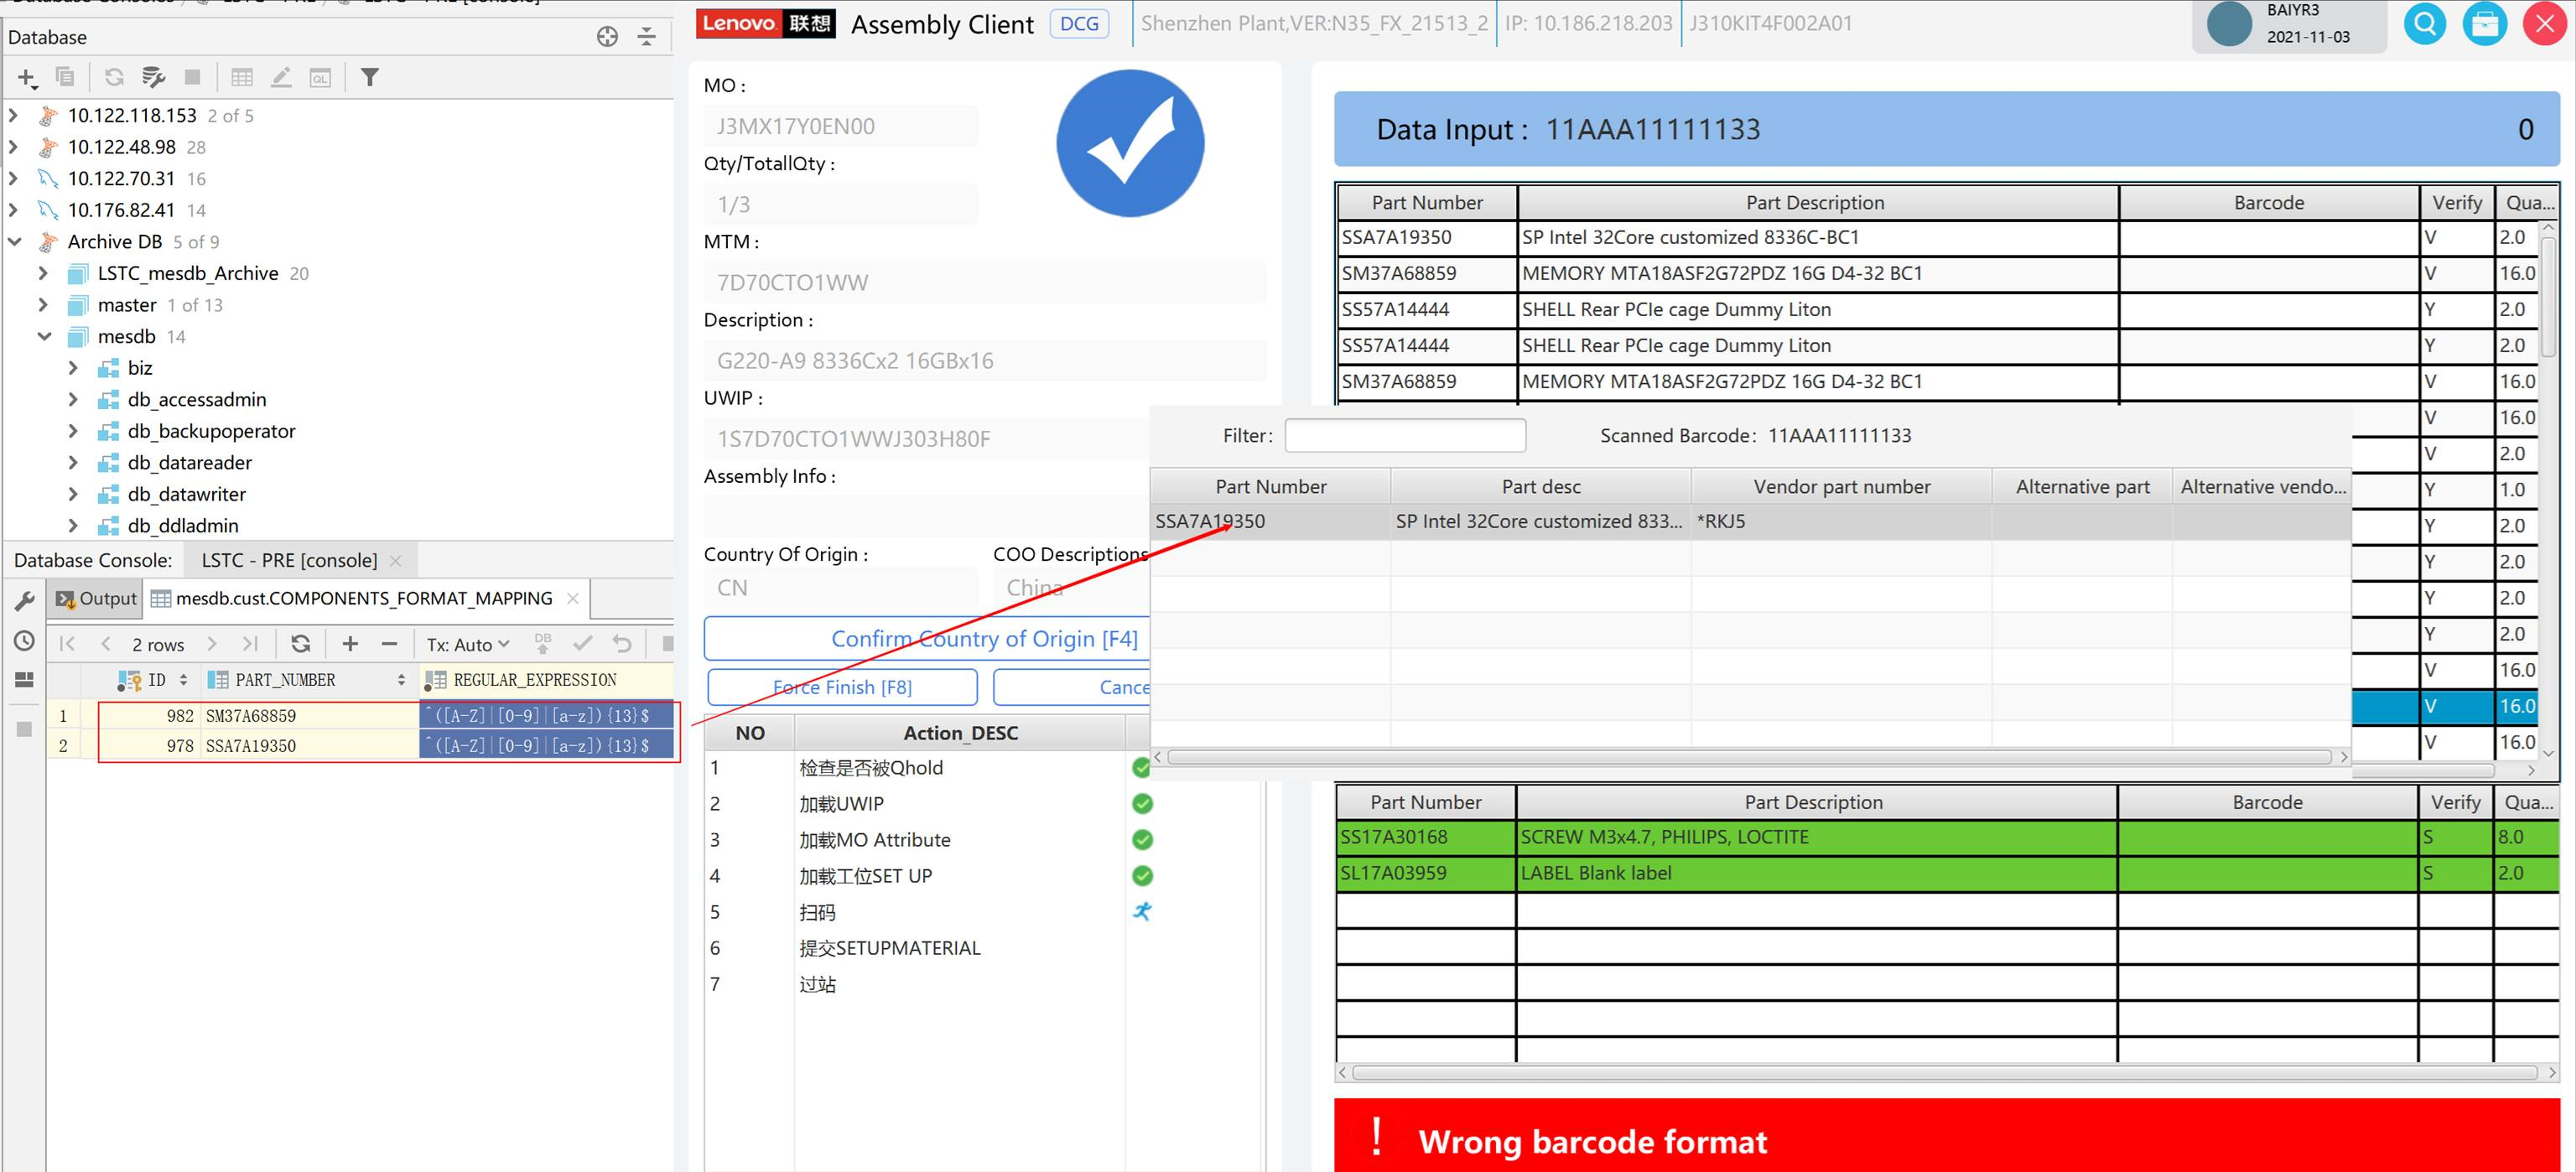 Database Consoles
LSTC - PRE
LSTC - PRE [console]
Database
10.122.118.153 2 of 5
10.122.48.98 28
10.122.70.31 16
10.176.82.41 14
Archive DB 5 of 9
LSTC_mesdb_Archive 20
master 1 of 13
mesdb 14
biz
db_accessadmin
db_backupoperator
db_datareader
db_datawriter
db_ddladmin
Database Console: LSTC - PRE [console]
Output mesdb.cust.COMPONENTS_FORMAT_MAPPING
2 rows Tx: Auto DB
ID PART_NUMBER REGULAR_EXPRESSION
1 982 SM37A68859 ^([A-Z]|[0-9]|[a-z]){13}$
2 978 SSA7A19350 ^([A-Z]|[0-9]|[a-z]){13}$
Lenovo 联想 Assembly Client DCG Shenzhen Plant,VER:N35_FX_21513_2 IP: 10.186.218.203 J310KIT4F002A01
BAIYR3
2021-11-03
MO :
J3MX17Y0EN00
Qty/TotallQty :
1/3
MTM :
7D70CTO1WW
Description :
G220-A9 8336Cx2 16GBx16
UWIP :
1S7D70CTO1WWJ303H80F
Assembly Info :
Country Of Origin : COO Descriptions
CN China
Confirm Country of Origin [F4]
Force Finish [F8] Cance
NO Action_DESC
1 检查是否被Qhold
2 加载UWIP
3 加载MO Attribute
4 加载工位SET UP
5 扫码
6 提交SETUPMATERIAL
7 过站
Data Input : 11AAA11111133 0
Part Number Part Description Barcode Verify Qua...
SSA7A19350 SP Intel 32Core customized 8336C-BC1 V 2.0
SM37A68859 MEMORY MTA18ASF2G72PDZ 16G D4-32 BC1 V 16.0
SS57A14444 SHELL Rear PCIe cage Dummy Liton Y 2.0
SS57A14444 SHELL Rear PCIe cage Dummy Liton Y 2.0
SM37A68859 MEMORY MTA18ASF2G72PDZ 16G D4-32 BC1 V 16.0
V 16.0
V 2.0
Y 1.0
Y 2.0
Y 2.0
Y 2.0
Y 2.0
V 16.0
V 16.0
V 16.0
Filter: Scanned Barcode: 11AAA11111133
Part Number Part desc Vendor part number Alternative part Alternative vendo...
SSA7A19350 SP Intel 32Core customized 833... *RKJ5
Part Number Part Description Barcode Verify Qua...
SS17A30168 SCREW M3x4.7, PHILIPS, LOCTITE S 8.0
SL17A03959 LABEL Blank label S 2.0
! Wrong barcode format